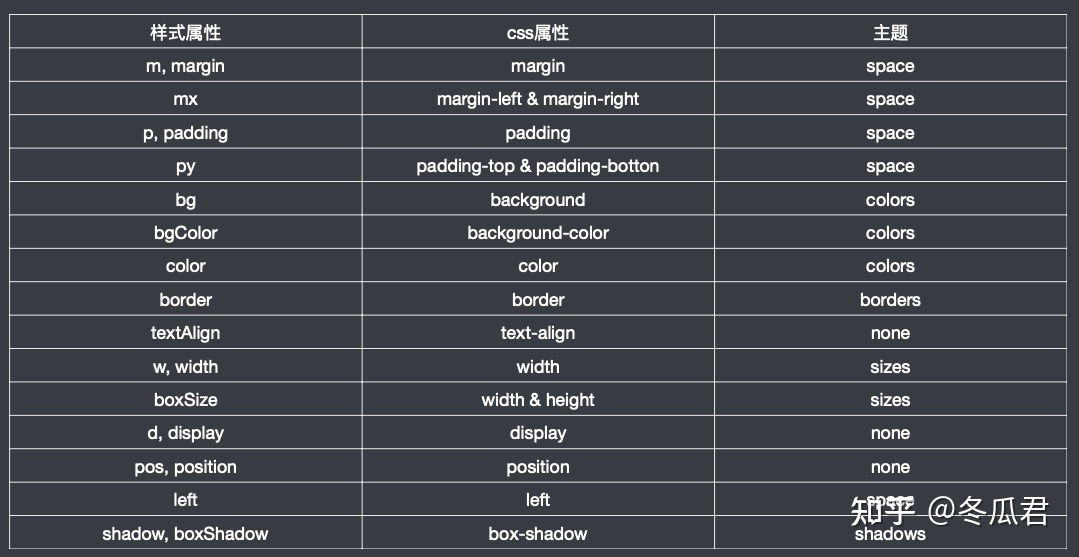 样式属性 css属性 主题
m, margin margin space
mx margin-left & margin-right space
p, padding padding space
py padding-top & padding-botton space
bg background colors
bgColor background-color colors
color color colors
border border borders
textAlign text-align none
w, width width sizes
boxSize width & height sizes
d, display display none
pos, position position none
left left space
知乎 @冬瓜君
shadow, boxShadow box-shadow shadows